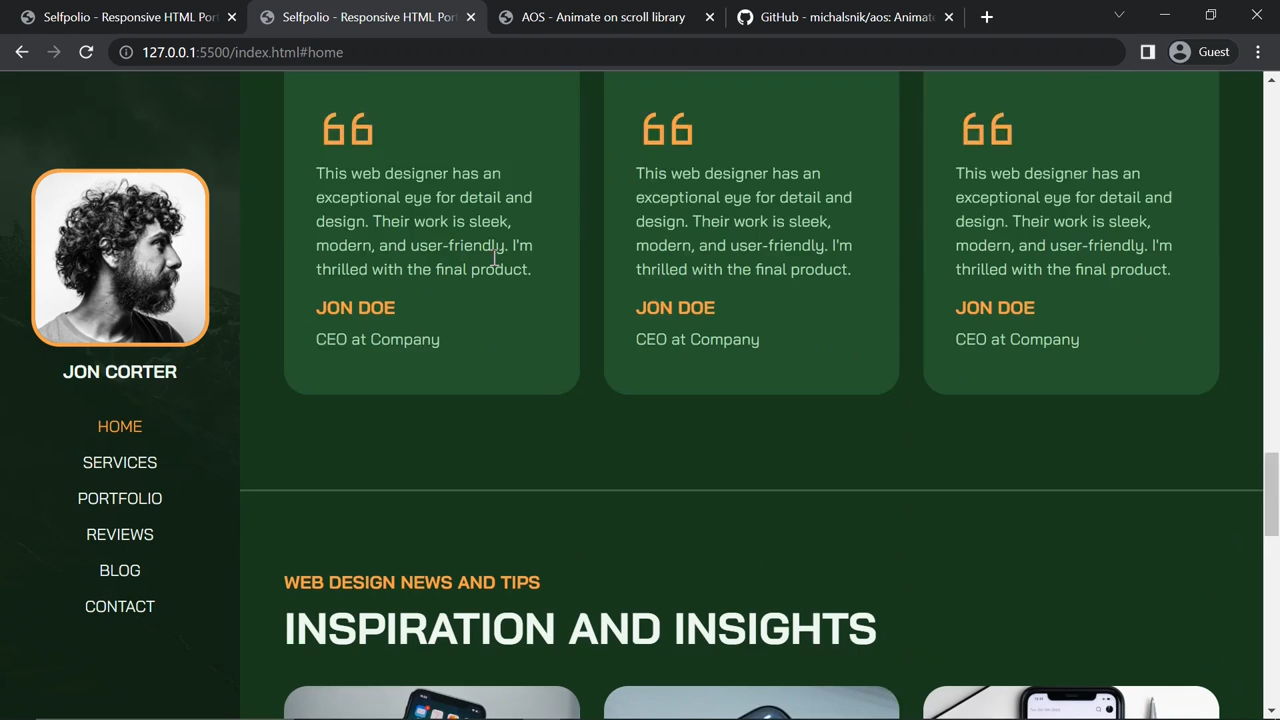 Selfpolio - Responsive HTML Por
Selfpolio - Responsive HTML Por
AOS - Animate on scroll library
GitHub - michalsnik/aos: Animate
127.0.0.1:5500/index.html#home
Guest
JON CORTER
HOME
SERVICES
PORTFOLIO
REVIEWS
BLOG
CONTACT
This web designer has an
exceptional eye for detail and
design. Their work is sleek,
modern, and user-friendly. I'm
thrilled with the final product.
JON DOE
CEO at Company
This web designer has an
exceptional eye for detail and
design. Their work is sleek,
modern, and user-friendly. I'm
thrilled with the final product.
JON DOE
CEO at Company
This web designer has an
exceptional eye for detail and
design. Their work is sleek,
modern, and user-friendly. I'm
thrilled with the final product.
JON DOE
CEO at Company
WEB DESIGN NEWS AND TIPS
INSPIRATION AND INSIGHTS